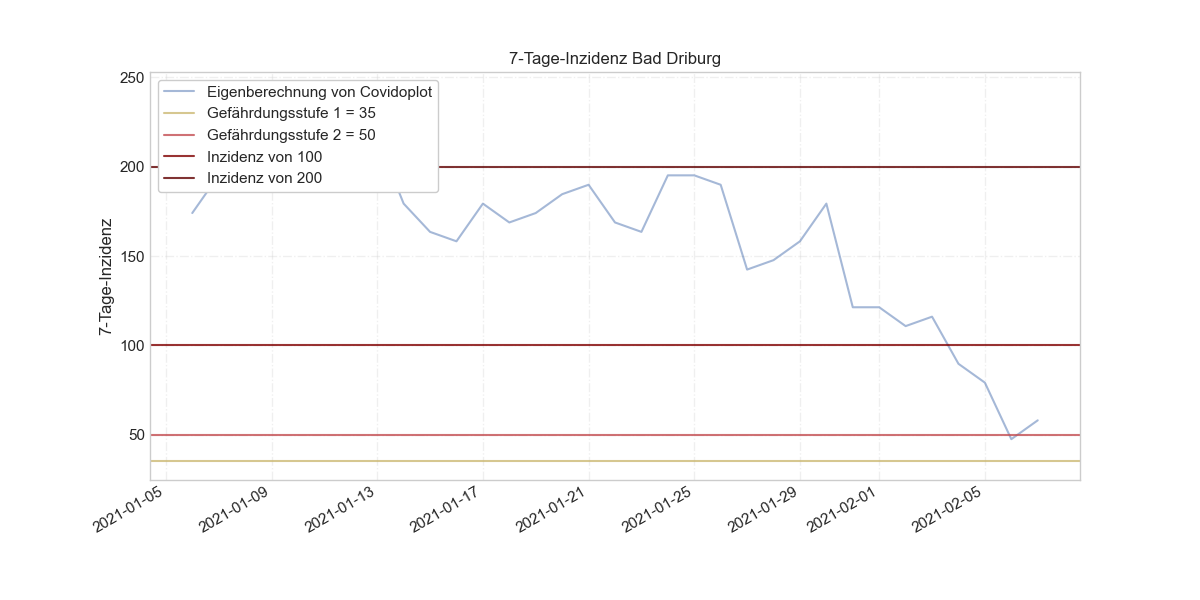 7-Tage-Inzidenz Bad Driburg
Eigenberechnung von Covidoplot
Gefährdungsstufe 1 = 35
Gefährdungsstufe 2 = 50
Inzidenz von 100
Inzidenz von 200
7-Tage-Inzidenz
250
200
150
100
50
2021-01-05
2021-01-09
2021-01-13
2021-01-17
2021-01-21
2021-01-25
2021-01-29
2021-02-01
2021-02-05